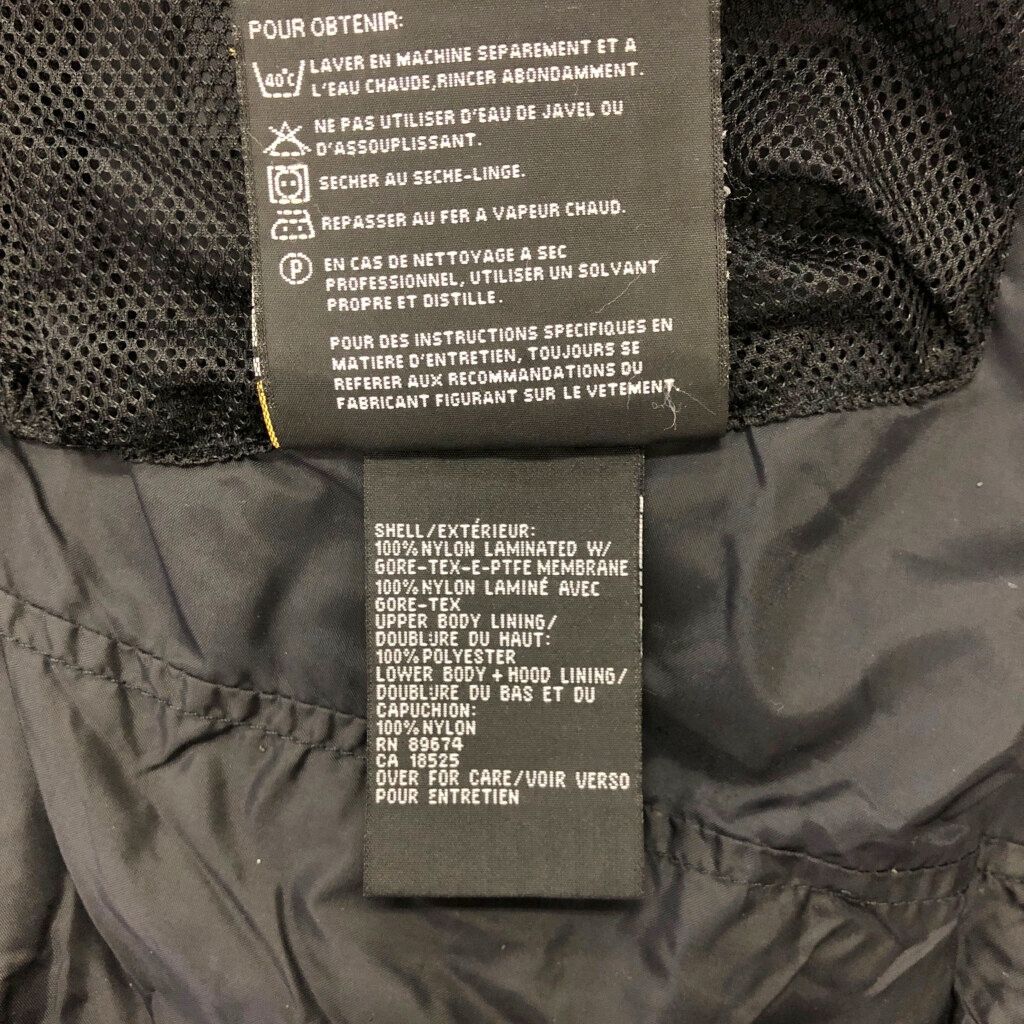 POUR OBTENIR:
40°C LAVER EN MACHINE SEPAREMENT ET A
L'EAU CHAUDE,RINCER ABONDAMMENT.
NE PAS UTILISER D'EAU DE JAVEL OU
D'ASSOUPLISSANT.
SECHER AU SECHE-LINGE.
REPASSER AU FER A VAPEUR CHAUD.
P EN CAS DE NETTOYAGE A SEC
PROFESSIONNEL, UTILISER UN SOLVANT
PROPRE ET DISTILLE.
POUR DES INSTRUCTIONS SPECIFIQUES EN
MATIERE D'ENTRETIEN, TOUJOURS SE
REFERER AUX RECOMMANDATIONS DU
FABRICANT FIGURANT SUR LE VETEMENT.
SHELL/EXTÉRIEUR:
100% NYLON LAMINATED W/
GORE-TEX-E-PTFE MEMBRANE
100% NYLON LAMINÉ AVEC
GORE-TEX
UPPER BODY LINING/
DOUBLURE DU HAUT:
100% POLYESTER
LOWER BODY + HOOD LINING/
DOUBLURE DU BAS ET DU
CAPUCHION:
100% NYLON
RN 89674
CA 18525
OVER FOR CARE/VOIR VERSO
POUR ENTRETIEN